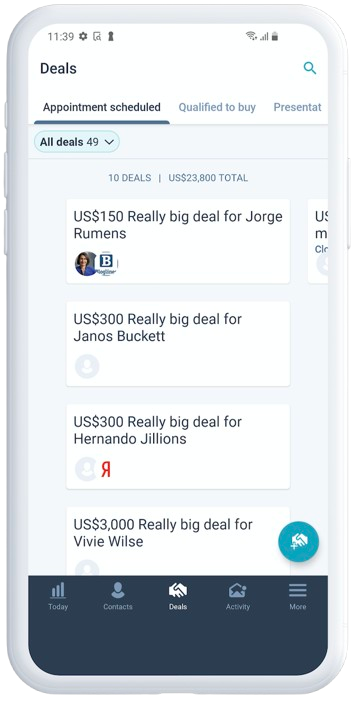 11:39
Deals
Appointment scheduled
Qualified to buy
Presentat
All deals 49
10 DEALS | US$23,800 TOTAL
US$150 Really big deal for Jorge
Rumens
B
US
m
Clo
US$300 Really big deal for
Janos Buckett
US$300 Really big deal for
Hernando Jillions
Я
US$3,000 Really big deal for
Vivie Wilse
Today
Contacts
Deals
Activity
More